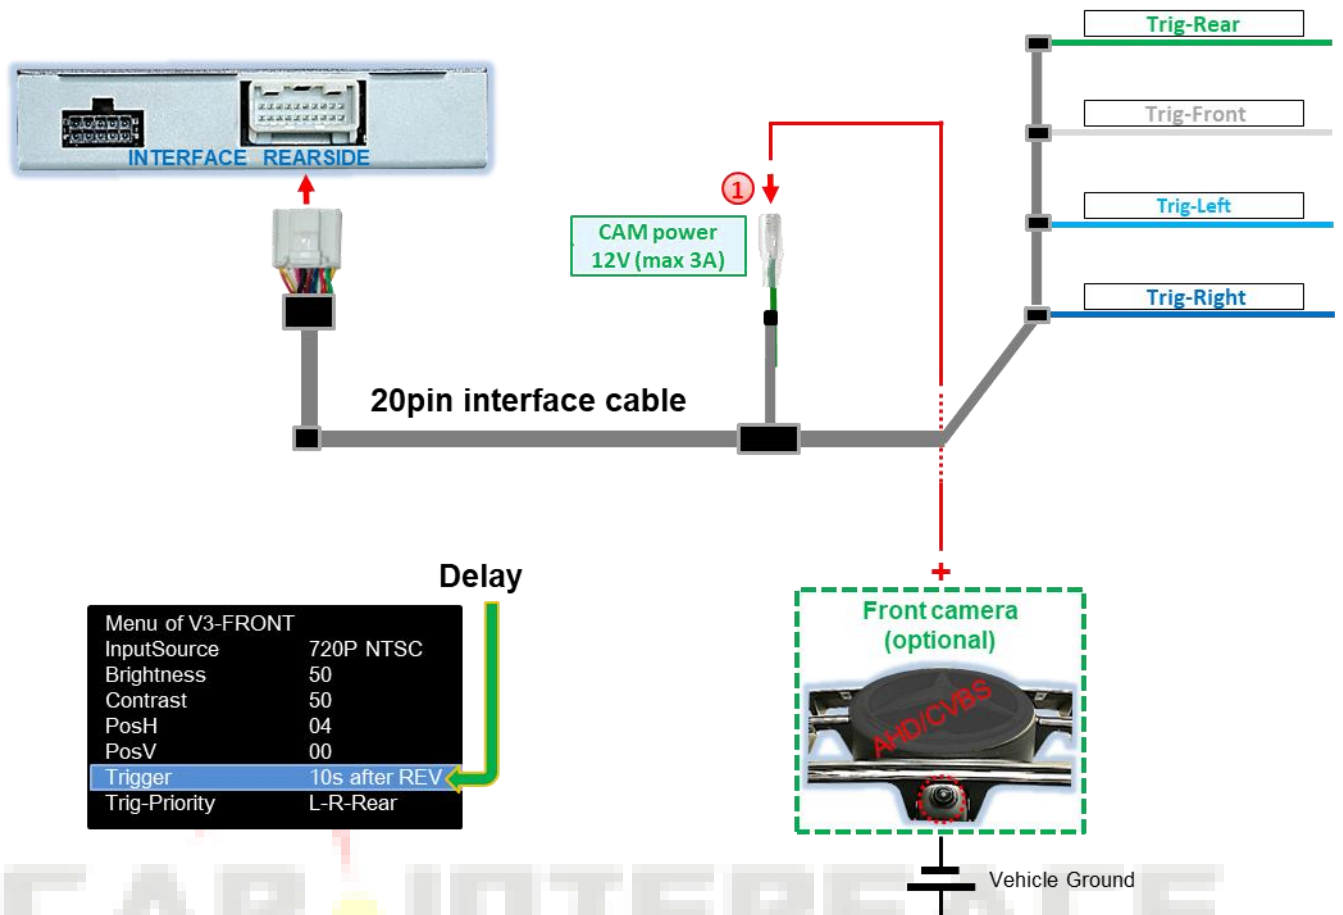 Trig-Rear
Trig-Front
Trig-Left
Trig-Right
INTERFACE REARSIDE
1
CAM power
12V (max 3A)
20pin interface cable
Delay
Menu of V3-FRONT
InputSource 720P NTSC
Brightness 50
Contrast 50
PosH 04
PosV 00
Trigger 10s after REV
Trig-Priority L-R-Rear
+
Front camera
(optional)
AHD/CVBS
Vehicle Ground